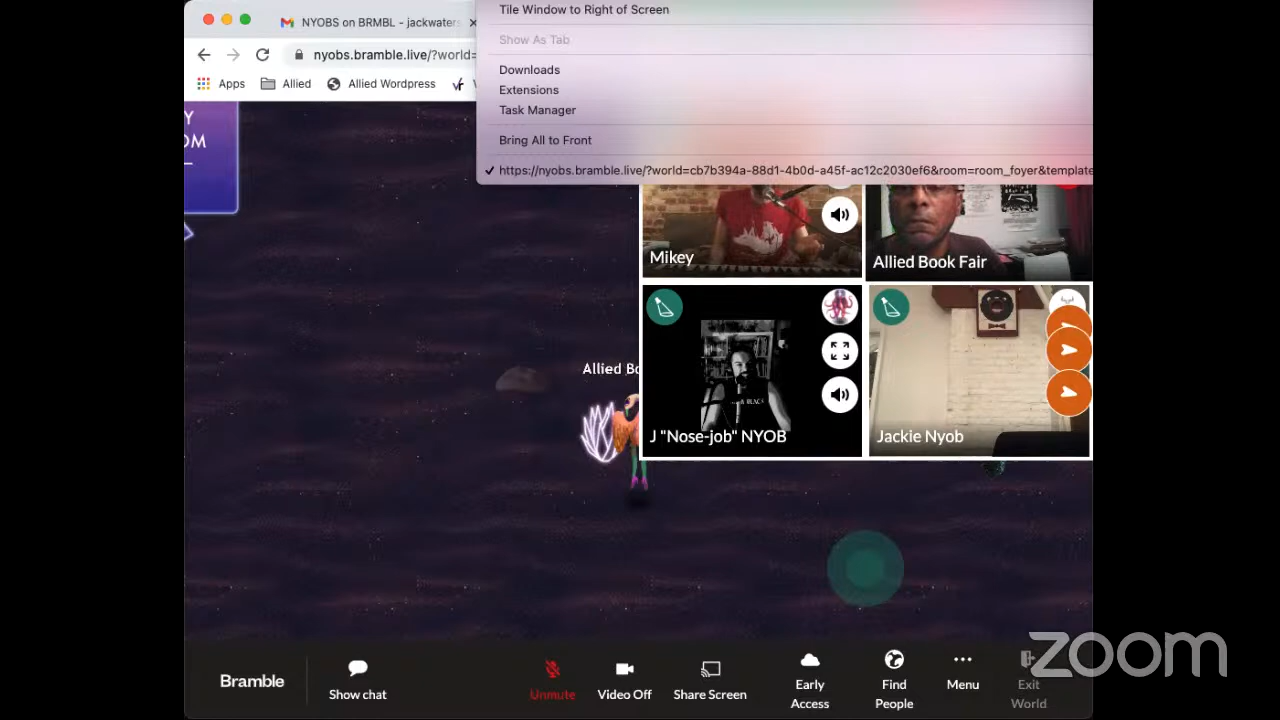 Tile Window to Right of Screen
NYOBS on BRMBL - jackwaters
Show As Tab
nyobs.bramble.live/?world=
Downloads
Apps
Allied
Allied Wordpress
Extensions
Task Manager
Bring All to Front
https://nyobs.bramble.live/?world=cb7b394a-88d1-4b0d-a45f-ac12c2030ef6&room=room_foyer&template
Mikey
Allied Book Fair
Allied Bo
J "Nose-job" NYOB
Jackie Nyob
Bramble
Show chat
Unmute
Video Off
Share Screen
Early
Access
Find
People
Menu
Exit
World
zoom